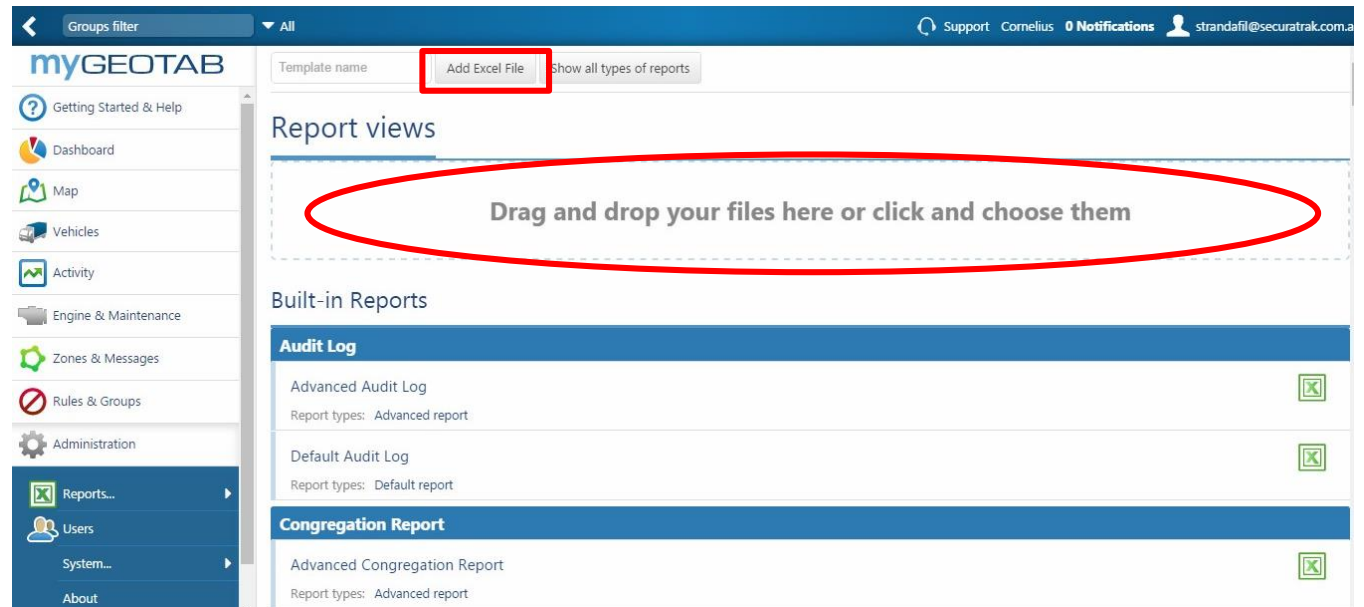 Groups filter
All
Support Cornelius 0 Notifications strandafil@securatrak.com.a
myGEOTAB
Getting Started & Help
Dashboard
Map
Vehicles
Activity
Engine & Maintenance
Zones & Messages
Rules & Groups
Administration
Reports...
Users
System...
About
Template name
Add Excel File
Show all types of reports
Report views
Drag and drop your files here or click and choose them
Built-in Reports
Audit Log
Advanced Audit Log
Report types: Advanced report
Default Audit Log
Report types: Default report
Congregation Report
Advanced Congregation Report
Report types: Advanced report